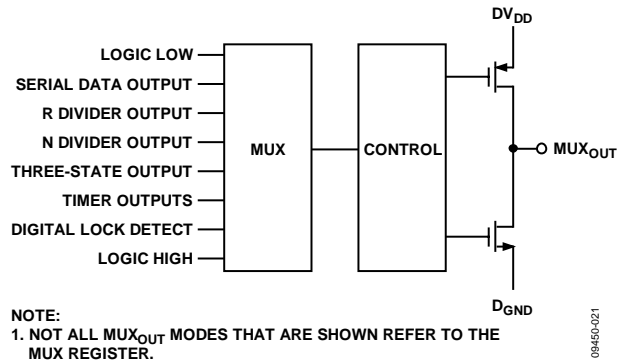 DVDD
LOGIC LOW
SERIAL DATA OUTPUT
R DIVIDER OUTPUT
N DIVIDER OUTPUT
THREE-STATE OUTPUT
TIMER OUTPUTS
DIGITAL LOCK DETECT
LOGIC HIGH
MUX
CONTROL
MUXOUT
DGND
NOTE:
1. NOT ALL MUXOUT MODES THAT ARE SHOWN REFER TO THE
MUX REGISTER.
09450-021